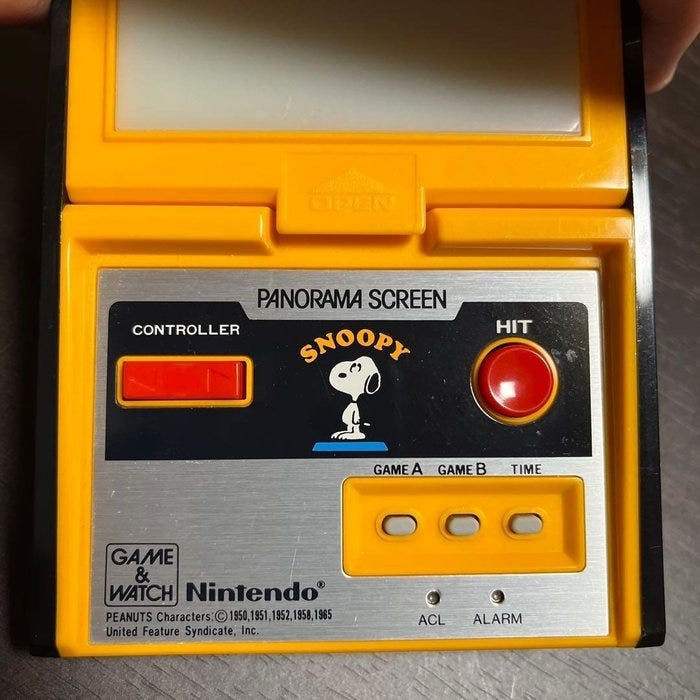 OPEN
PANORAMA SCREEN
CONTROLLER
HIT
SNOOPY
GAME A GAME B TIME
GAME
&
WATCH
Nintendo®
PEANUTS Characters:© 1950,1951,1952,1958,1965
United Feature Syndicate, Inc.
ACL ALARM